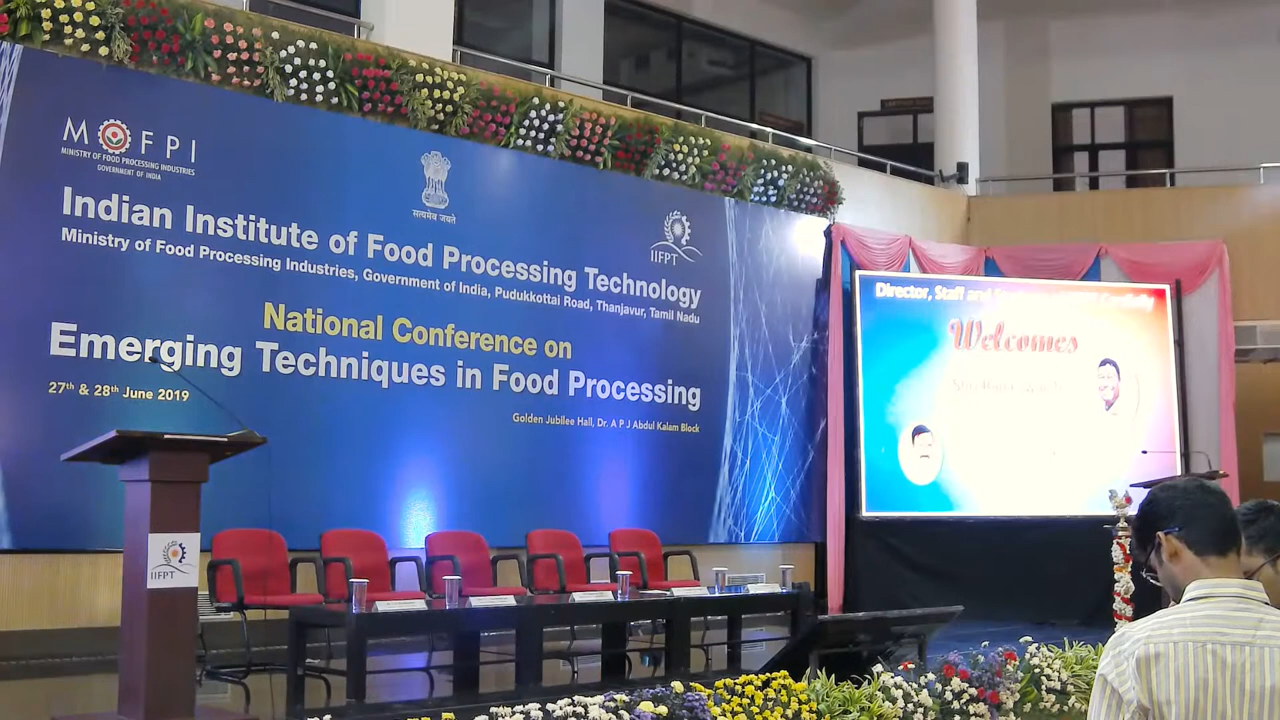 MOFPI
MINISTRY OF FOOD PROCESSING INDUSTRIES
GOVERNMENT OF INDIA
सत्यमेव जयते
IIFPT
Indian Institute of Food Processing Technology
Ministry of Food Processing Industries, Government of India, Pudukkottai Road, Thanjavur, Tamil Nadu
National Conference on
Emerging Techniques in Food Processing
27th & 28th June 2019
Golden Jubilee Hall, Dr. A P J Abdul Kalam Block
Director, Staff and
Welcomes
IIFPT